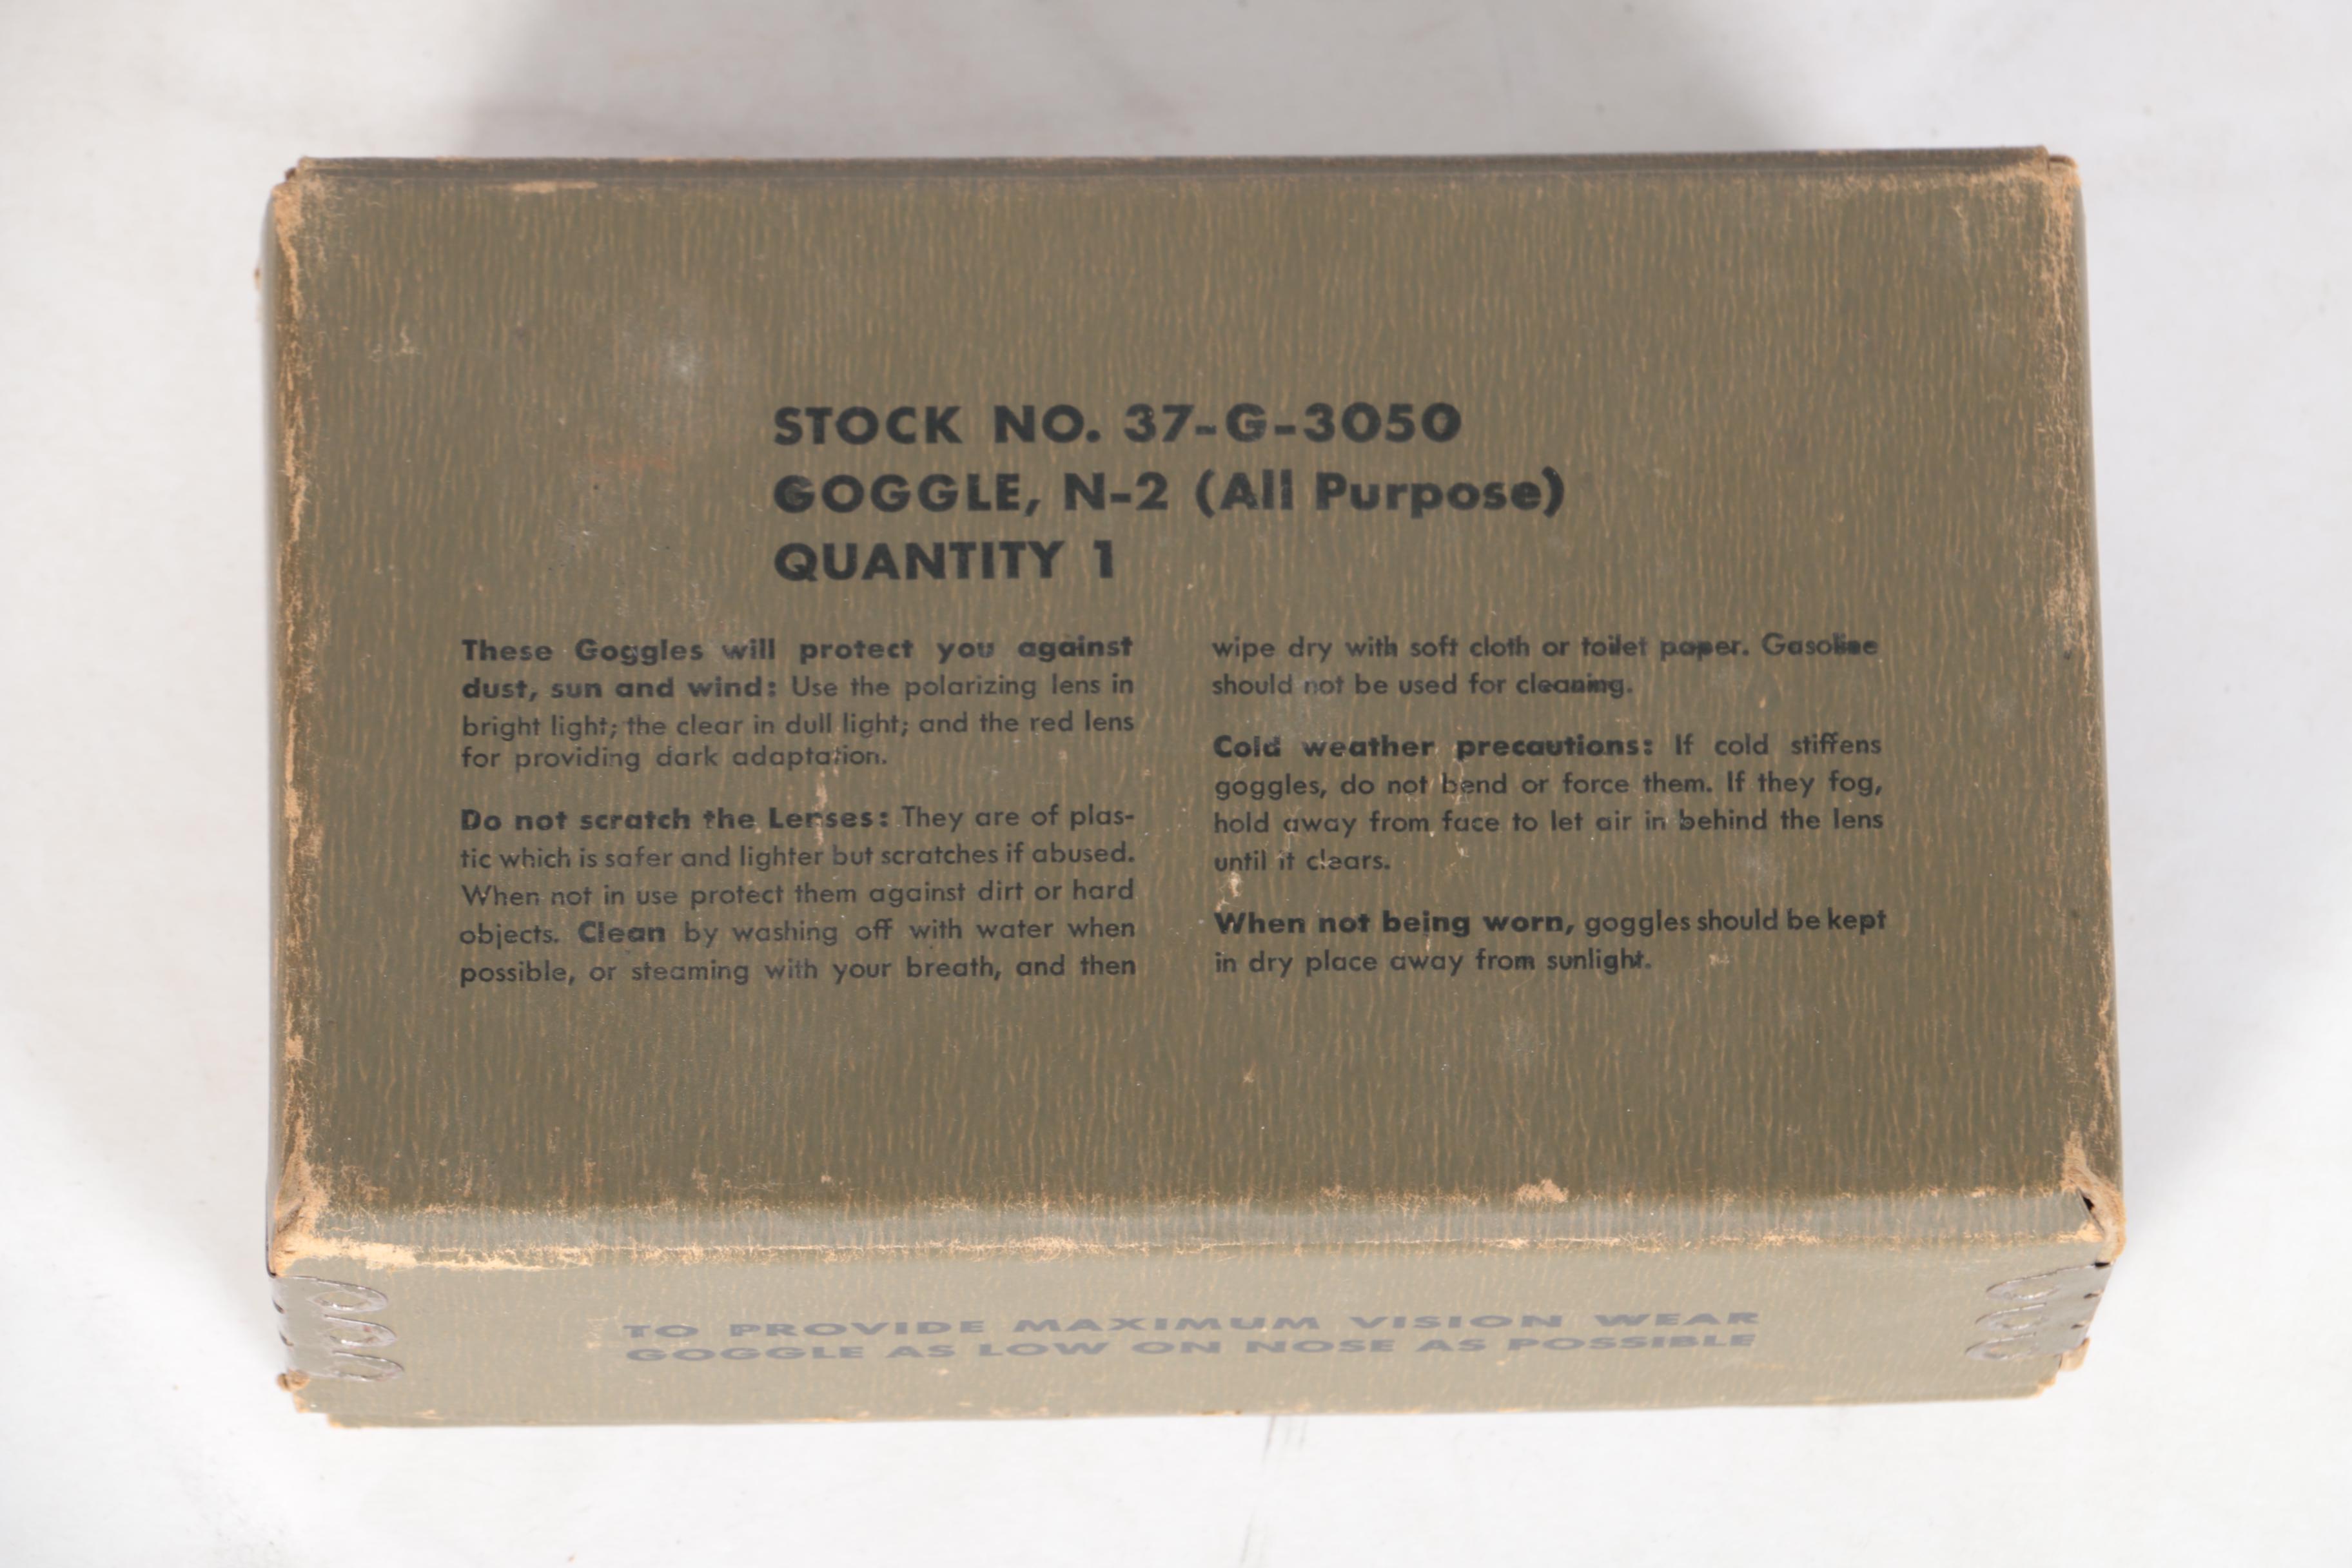 STOCK NO. 37-G-3050
GOGGLE, N-2 (All Purpose)
QUANTITY 1
These Goggles will protect you against
dust, sun and wind: Use the polarizing lens in
bright light; the clear in dull light; and the red lens
for providing dark adaptation.
Do not scratch the Lenses: They are of plas-
tic which is safer and lighter but scratches if abused.
When not in use protect them against dirt or hard
objects. Clean by washing off with water when
possible, or steaming with your breath, and then
wipe dry with soft cloth or toilet paper. Gasoline
should not be used for cleaning.
Cold weather precautions: If cold stiffens
goggles, do not bend or force them. If they fog,
hold away from face to let air in behind the lens
until it clears.
When not being worn, goggles should be kept
in dry place away from sunlight.
TO PROVIDE MAXIMUM VISION WEAR
GOGGLE AS LOW ON NOSE AS POSSIBLE